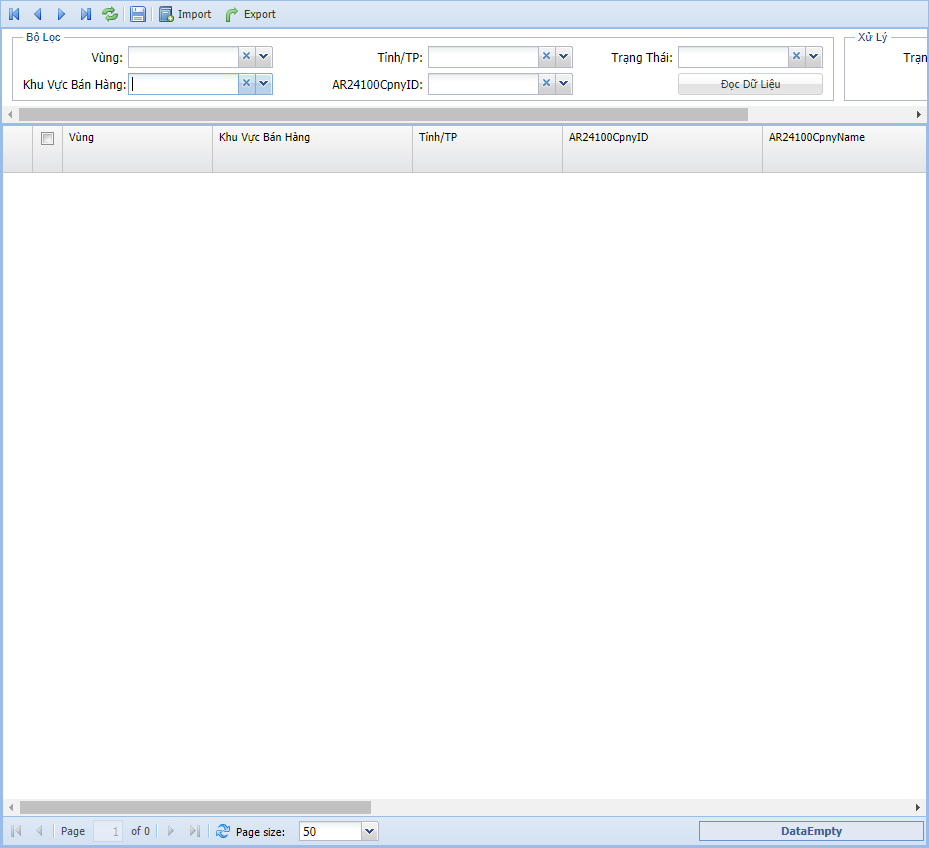 Import Export
Bộ Lọc Xử Lý
Vùng: Tỉnh/TP: Trạng Thái: Trạn
Khu Vực Bán Hàng: AR24100CpnyID: Đọc Dữ Liệu
Vùng Khu Vực Bán Hàng Tỉnh/TP AR24100CpnyID AR24100CpnyName
Page 1 of 0 Page size: 50 DataEmpty